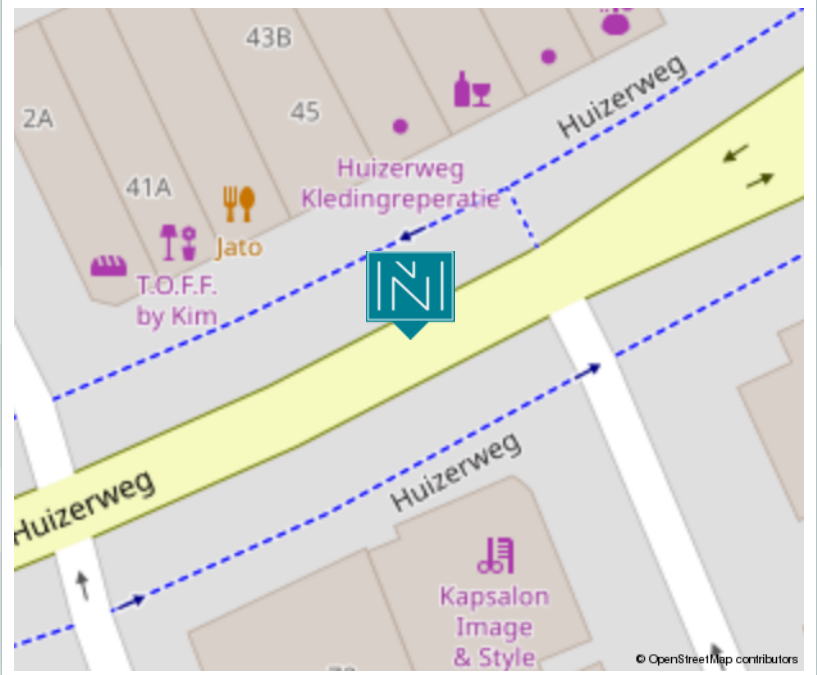 43B
Huizerweg
45
2A
Huizerweg
Kledingreperatie
41A
Jato
T.O.F.F.
by Kim
N
Huizerweg
Huizerweg
Kapsalon
Image
& Style
© OpenStreetMap contributors